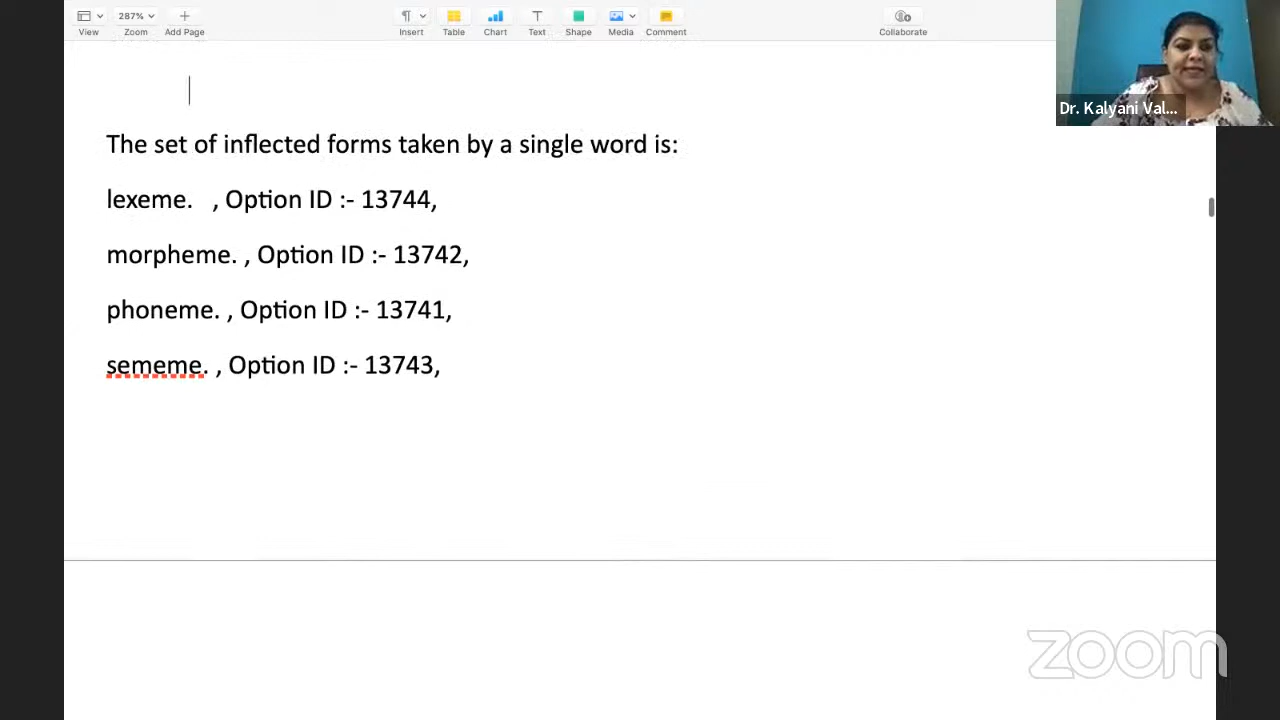 View
287%
Zoom
Add Page
Insert
Table
Chart
Text
Shape
Media
Comment
Collaborate
Dr. Kalyani Val...
The set of inflected forms taken by a single word is:
lexeme. , Option ID :- 13744,
morpheme. , Option ID :- 13742,
phoneme. , Option ID :- 13741,
sememe. , Option ID :- 13743,
zoom